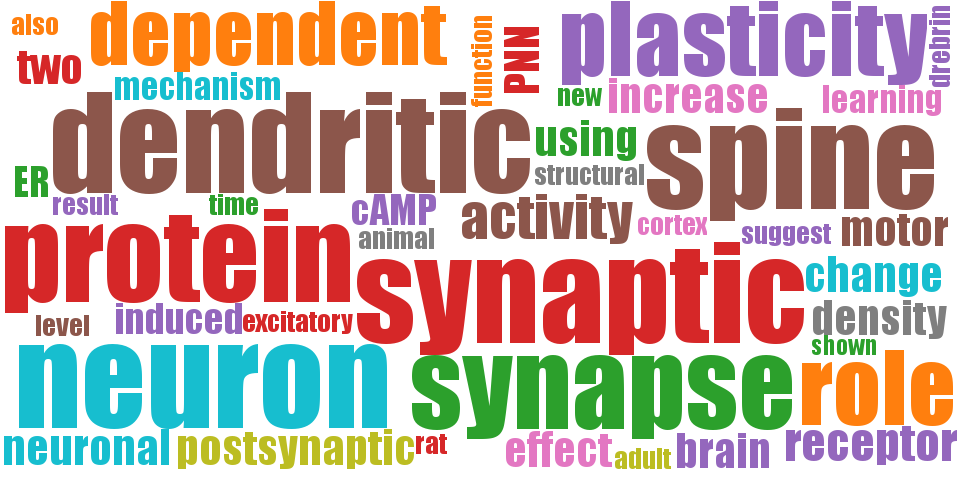 also
dependent
function
PNN
plasticity
drebrin
two
mechanism
new
increase
learning
dendritic
using
spine
structural
ER
result
time
cAMP
activity
cortex
suggest
motor
protein
animal
synaptic
change
level
induced
excitatory
density
shown
neuron
synapse
role
neuronal
postsynaptic
rat
effect
adult
brain
receptor